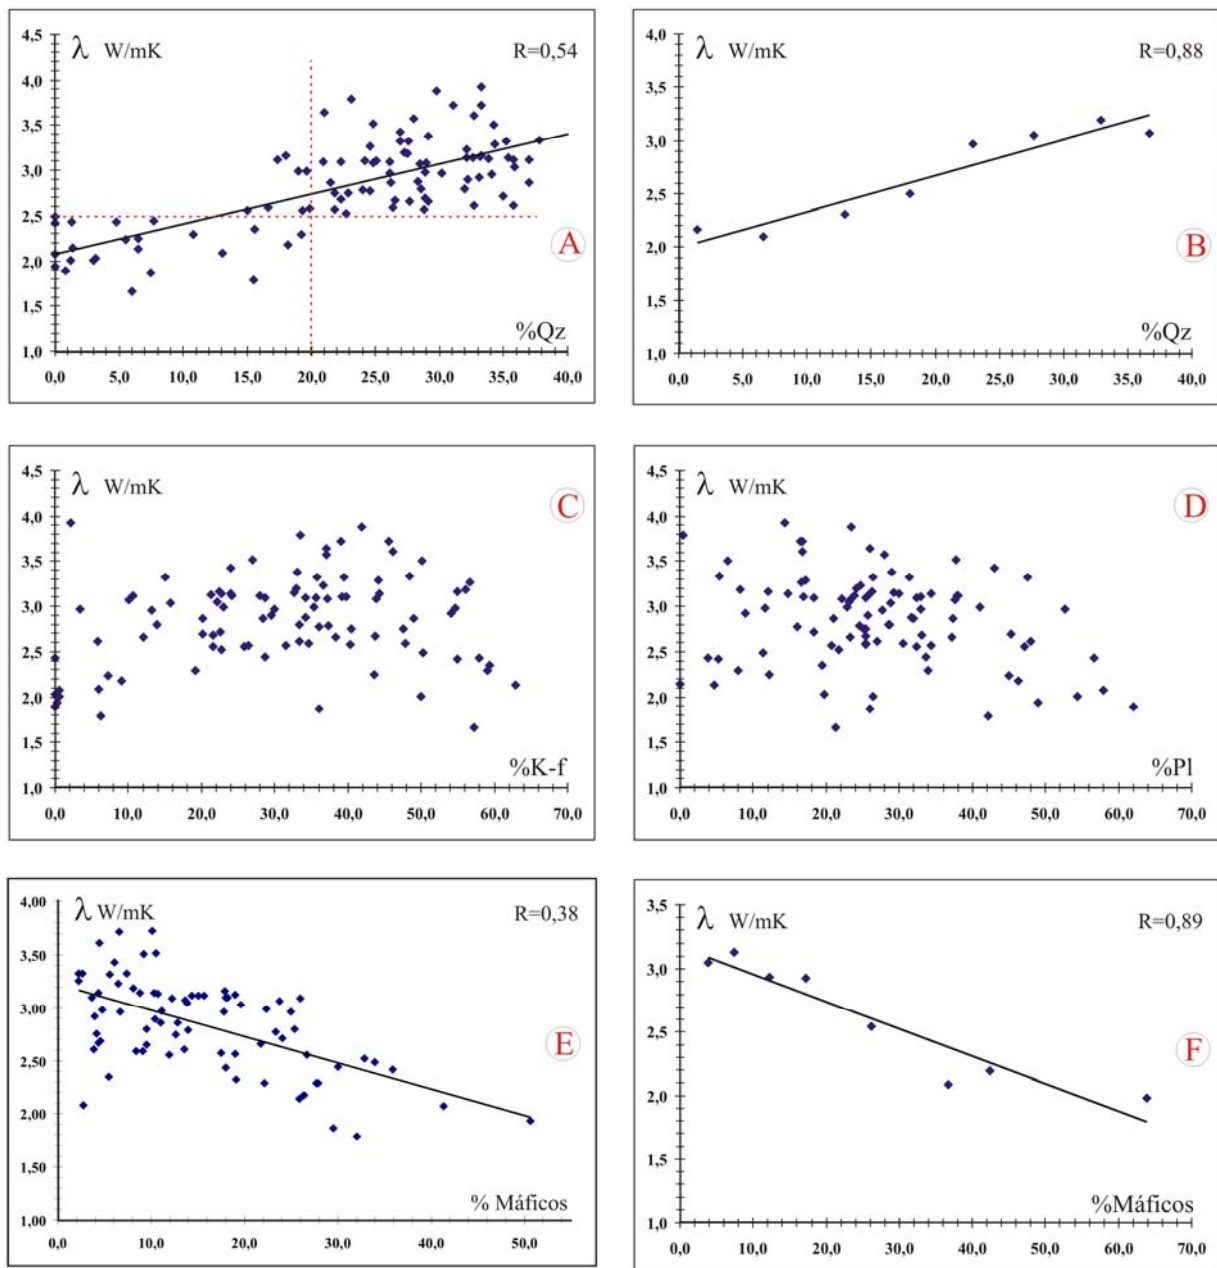 4,5
λ W/mK
R=0,54
4,0
3,5
3,0
2,5
2,0
1,5
1,0
A
%Qz
0,0 5,0 10,0 15,0 20,0 25,0 30,0 35,0 40,0
4,0
λ W/mK
R=0,88
3,5
3,0
2,5
2,0
1,5
1,0
B
%Qz
0,0 5,0 10,0 15,0 20,0 25,0 30,0 35,0 40,0
4,5
λ W/mK
C
4,0
3,5
3,0
2,5
2,0
1,5
1,0
%K-f
0,0 10,0 20,0 30,0 40,0 50,0 60,0 70,0
4,5
λ W/mK
D
4,0
3,5
3,0
2,5
2,0
1,5
1,0
%Pl
0,0 10,0 20,0 30,0 40,0 50,0 60,0 70,0
4,00
λ W/mK
R=0,38
3,50
3,00
2,50
2,00
1,50
1,00
E
% Máficos
0,0 10,0 20,0 30,0 40,0 50,0
3,5
λ W/mK
R=0,89
3,0
2,5
2,0
1,5
1,0
F
%Máficos
0,0 10,0 20,0 30,0 40,0 50,0 60,0 70,0